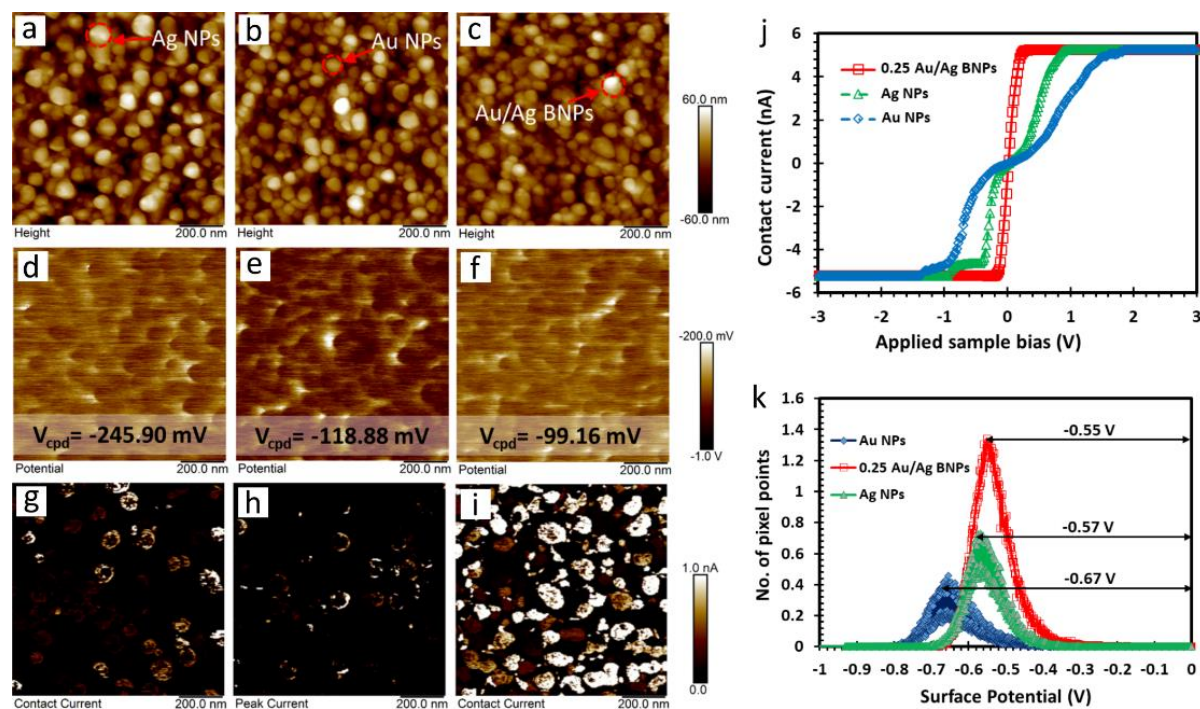 a
Ag NPs
Height
200.0 nm
b
Au NPs
Height
200.0 nm
c
Au/Ag BNPs
Height
200.0 nm
60.0 nm
-60.0 nm
d
Vcpd= -245.90 mV
Potential
200.0 nm
e
Vcpd= -118.88 mV
Potential
200.0 nm
f
Vcpd= -99.16 mV
Potential
200.0 nm
-200.0 mV
-1.0 V
g
Contact Current
200.0 nm
h
Peak Current
200.0 nm
i
Contact Current
200.0 nm
1.0 nA
0.0
j
Contact current (nA)
6
4
2
0
-2
-4
-6
0.25 Au/Ag BNPs
Ag NPs
Au NPs
-3
-2
-1
0
1
2
3
Applied sample bias (V)
k
No. of pixel points
1.6
1.4
1.2
1.0
0.8
0.6
0.4
0.2
0
Au NPs
0.25 Au/Ag BNPs
Ag NPs
-0.55 V
-0.57 V
-0.67 V
-1
-0.9
-0.8
-0.7
-0.6
-0.5
-0.4
-0.3
-0.2
-0.1
0
Surface Potential (V)